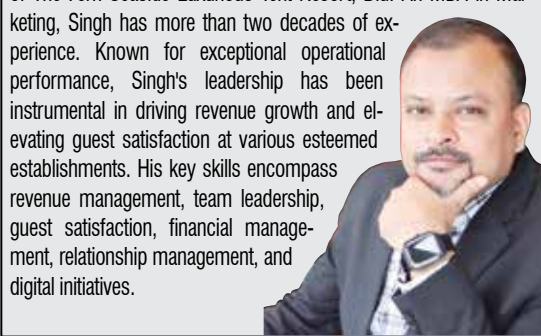 keting, Singh has more than two decades of ex-
perience. Known for exceptional operational
performance, Singh's leadership has been
instrumental in driving revenue growth and el-
evating guest satisfaction at various esteemed
establishments. His key skills encompass
revenue management, team leadership,
guest satisfaction, financial manage-
ment, relationship management, and
digital initiatives.